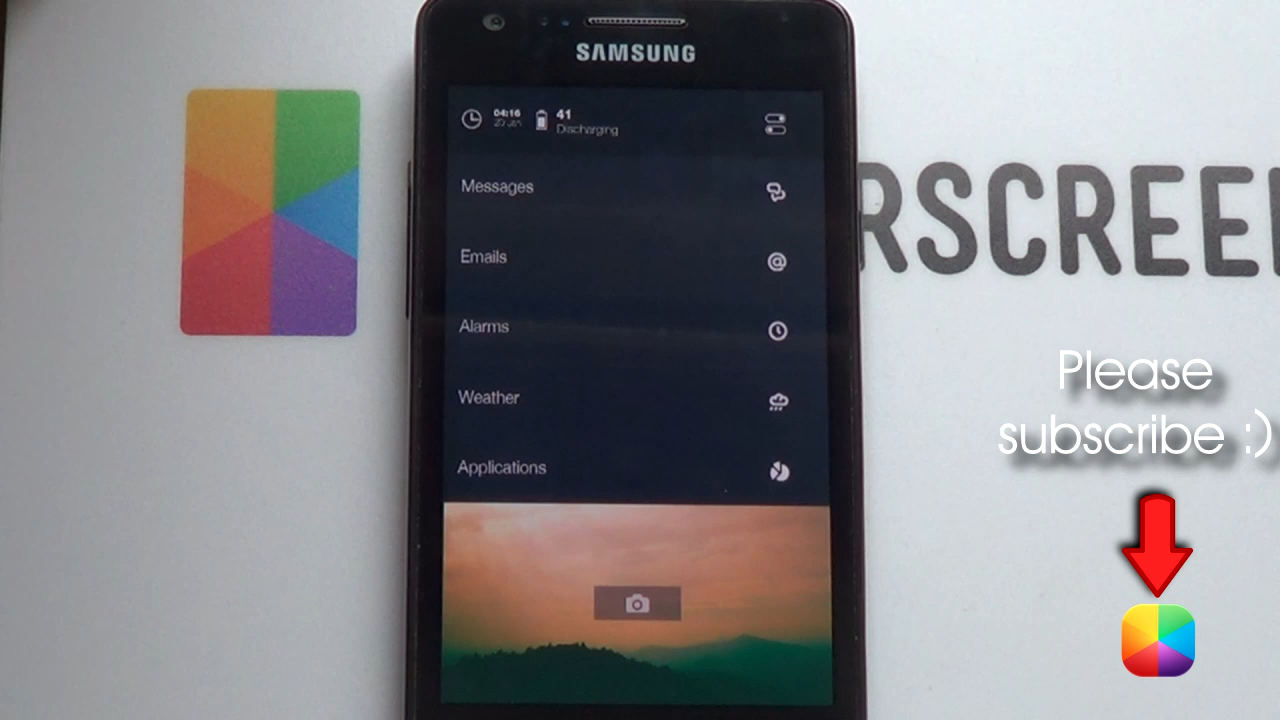 SAMSUNG
04:16
41
Discharging
Messages
Emails
Alarms
Weather
Applications
RSCREE
Please
subscribe :)